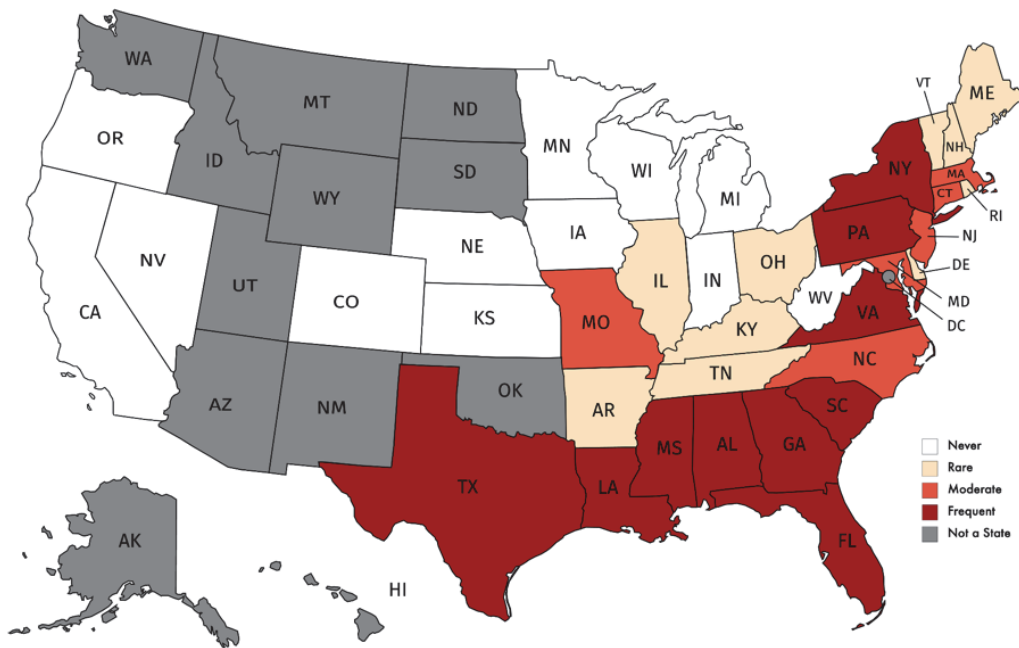 WA
MT
ND
MN
VT
ME
OR
ID
SD
WI
MI
NY
NH
MA
CT
RI
WY
NE
IA
PA
NJ
NV
UT
CO
IL
IN
OH
DE
CA
KS
MO
WV
MD
VA
DC
KY
NC
AZ
NM
OK
AR
TN
SC
MS
AL
GA
TX
LA
FL
AK
HI
Never
Rare
Moderate
Frequent
Not a State